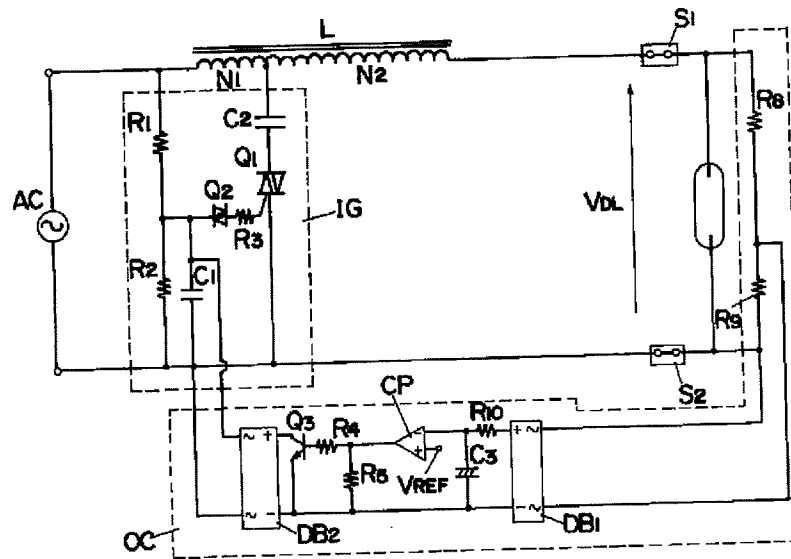 L
S1
N1
N2
R1
C2
R8
Q1
AC
Q2
IG
VDL
R3
R2
C1
R9
CP
S2
Q3
R4
R10
- +
~ + + ~
R5
VREF
C3
~ - - ~
OC
DB2
DB1